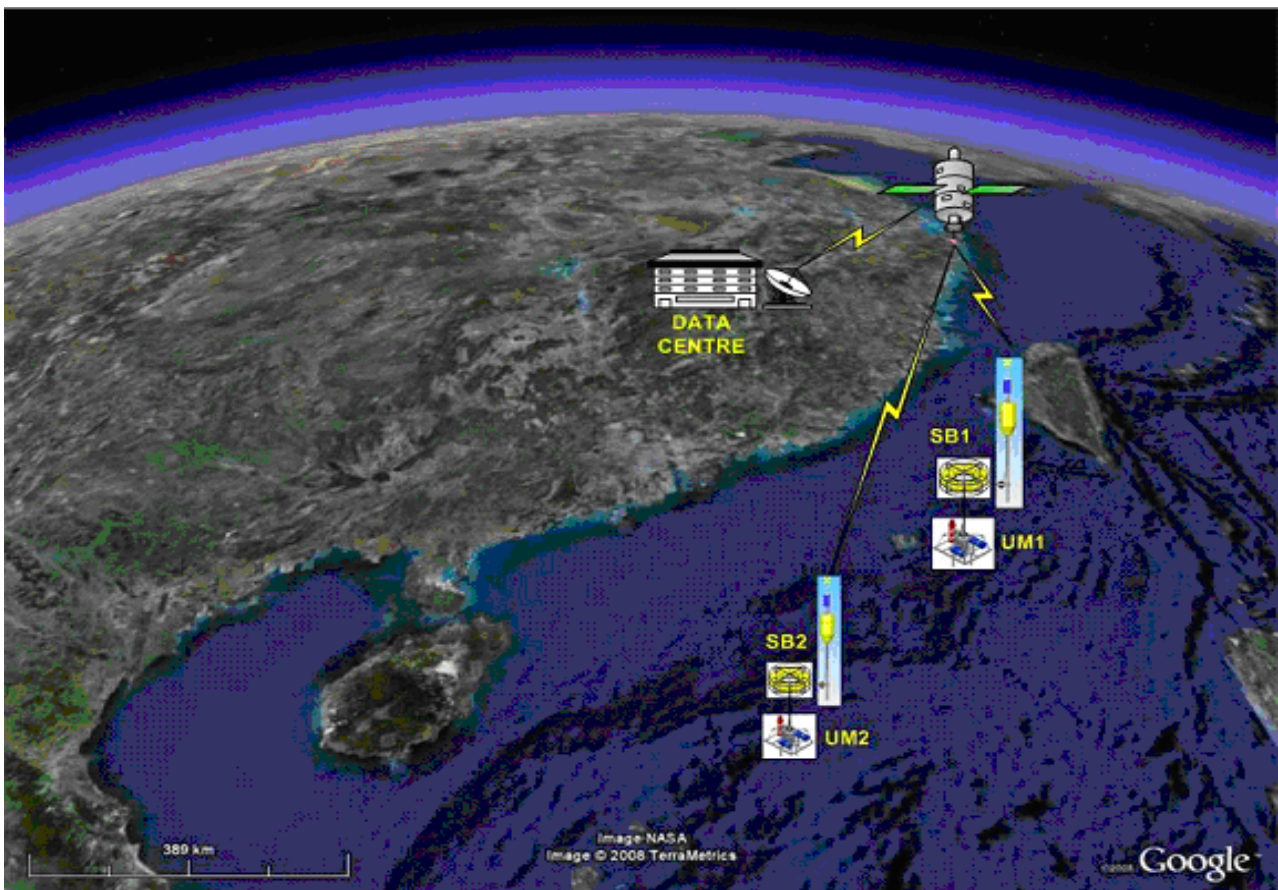 DATA
CENTRE
SB1
UM1
SB2
UM2
389 km
Image NASA
Image © 2008 TerraMetrics
Google